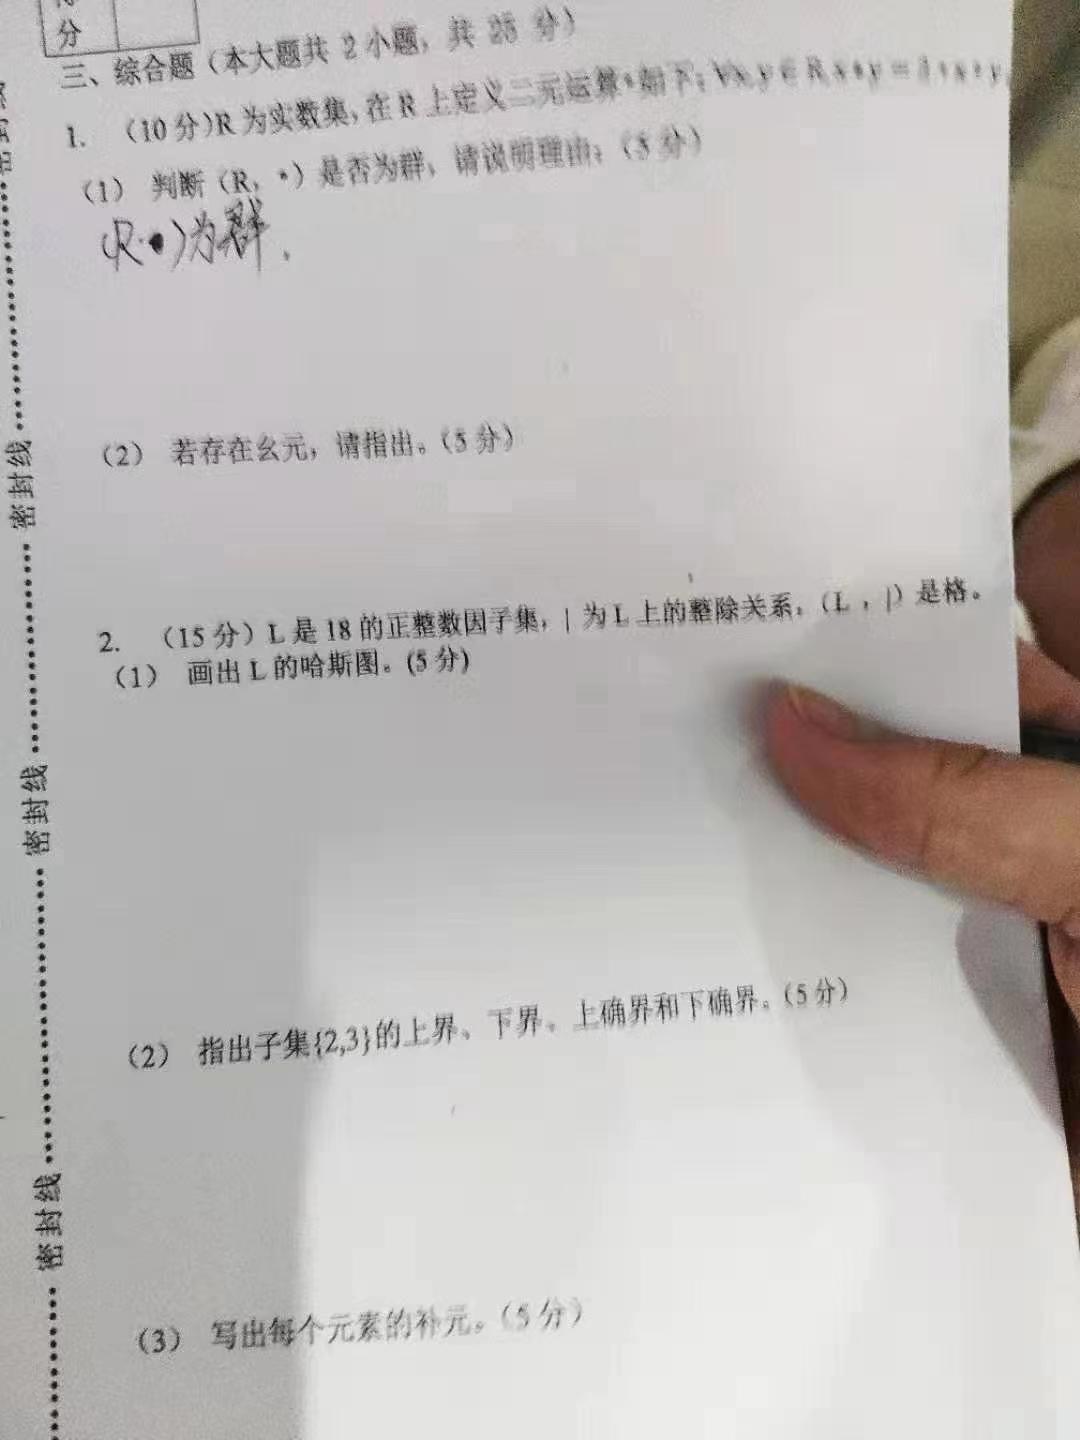 分
三、综合题（本大题共 2 小题，共 25 分）
1. （10 分）R 为实数集，在 R 上定义二元运算*如下：∀x,y∈R,x*y=
（1） 判断（R，*）是否为群，请说明理由；（5 分）
(R·●)为群.
（2） 若存在幺元，请指出。（5 分）
2. （15 分）L 是 18 的正整数因子集，| 为 L 上的整除关系，（L ，|）是格。
（1） 画出 L 的哈斯图。(5 分)
（2） 指出子集{2,3}的上界、下界、上确界和下确界。（5 分）
（3） 写出每个元素的补元。（5 分）
密封线
密封线
密封线